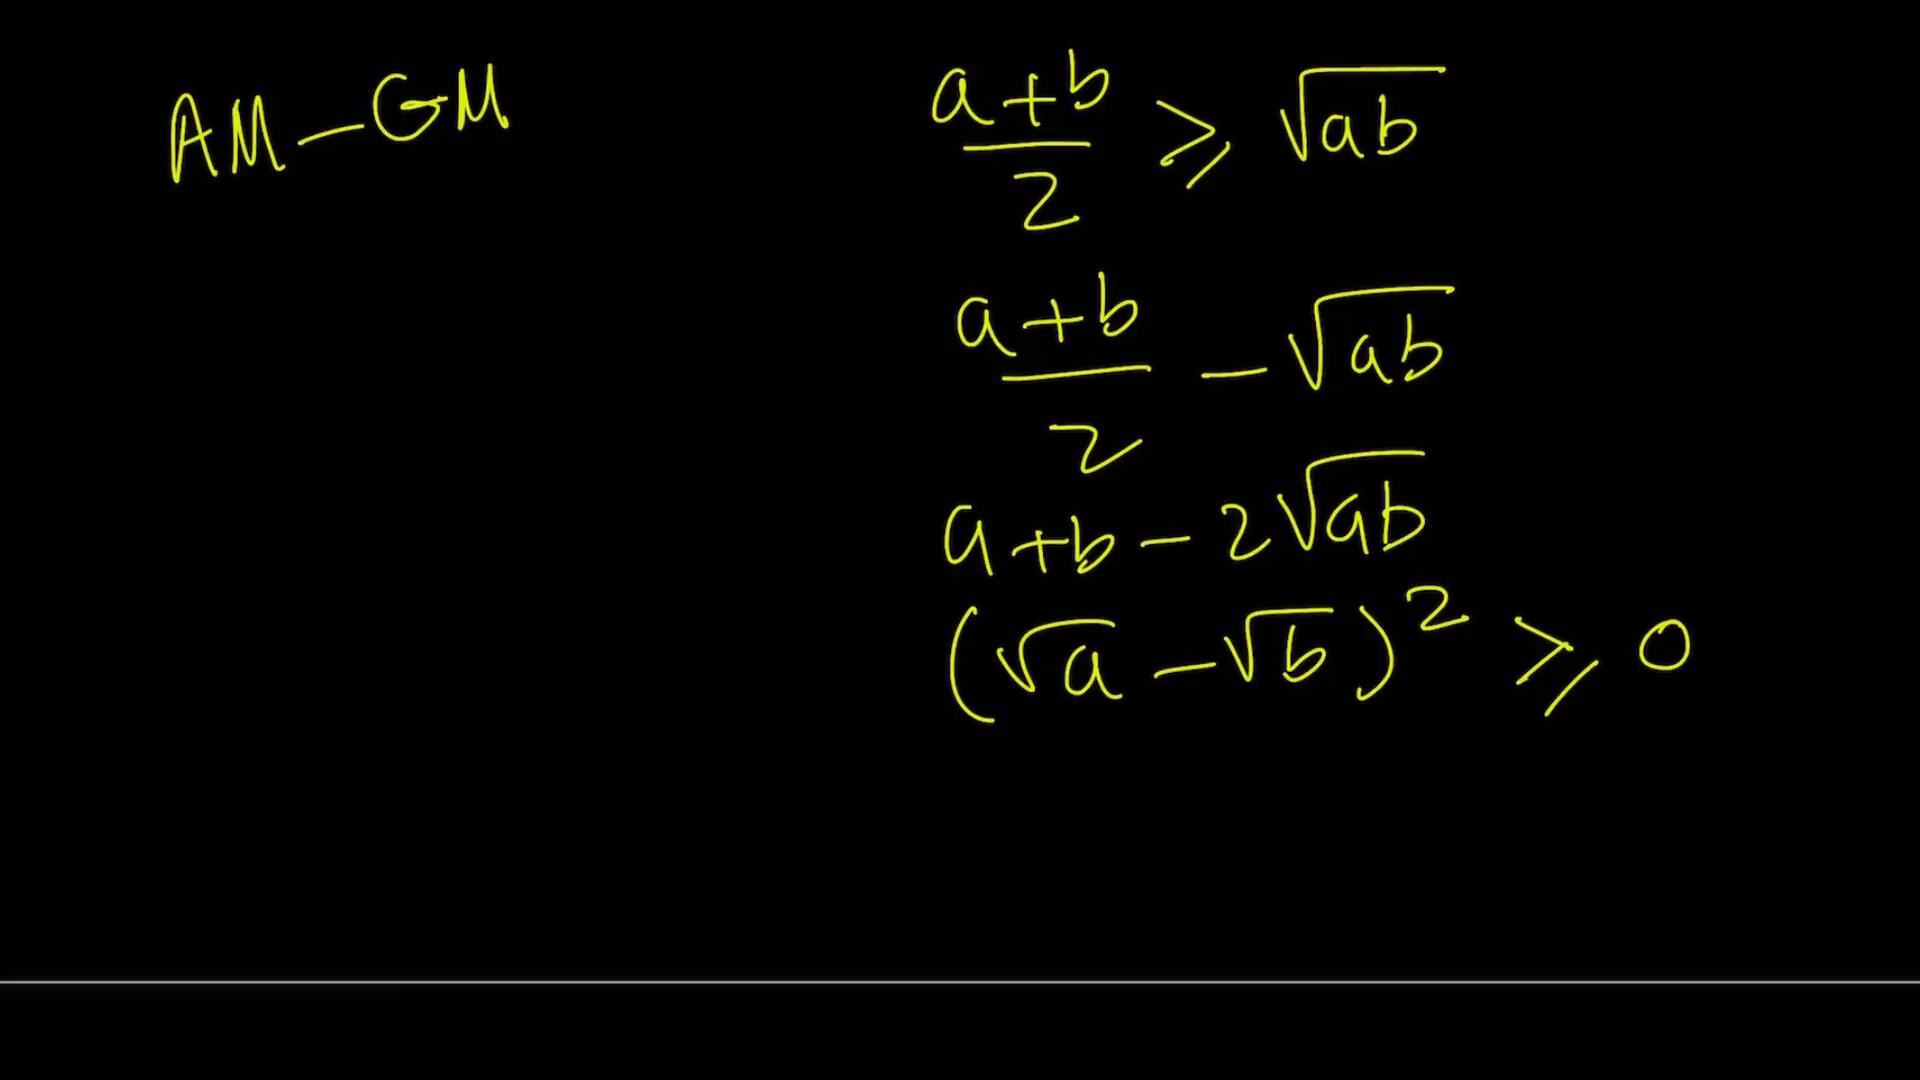 AM-GM
a+b/2 ≥ √ab
a+b/2 - √ab
a+b-2√ab
(√a-√b)² ≥ 0